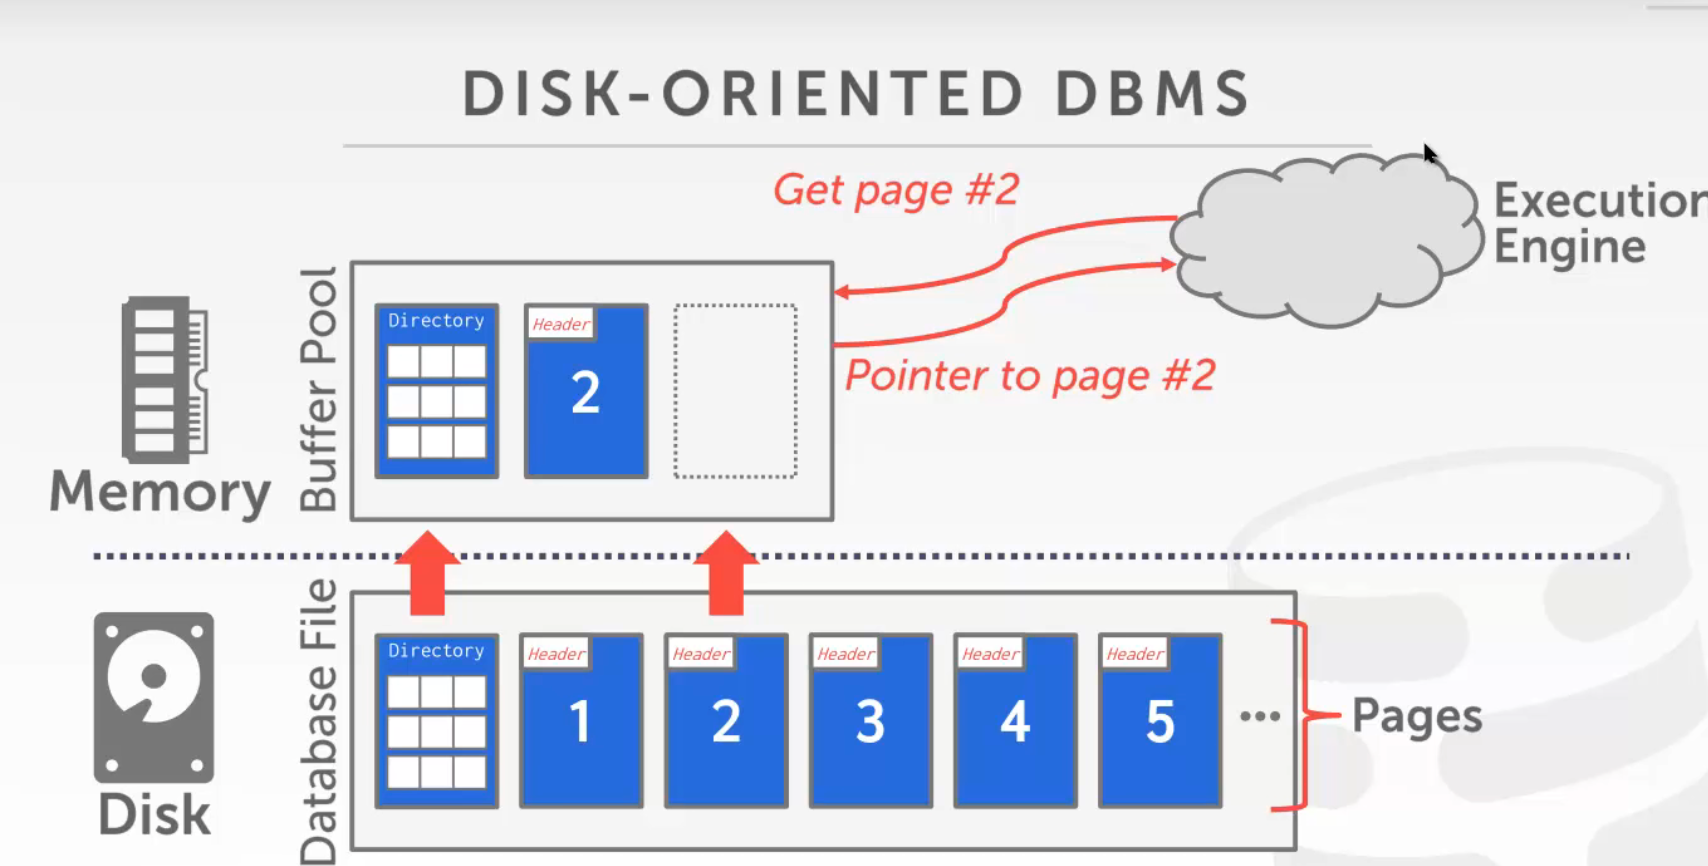 DISK-ORIENTED DBMS
Get page #2
Execution
Engine
Buffer Pool
Directory
Header
2
Pointer to page #2
Memory
Database File
Directory
Header
1
Header
2
Header
3
Header
4
Header
5
...
Pages
Disk